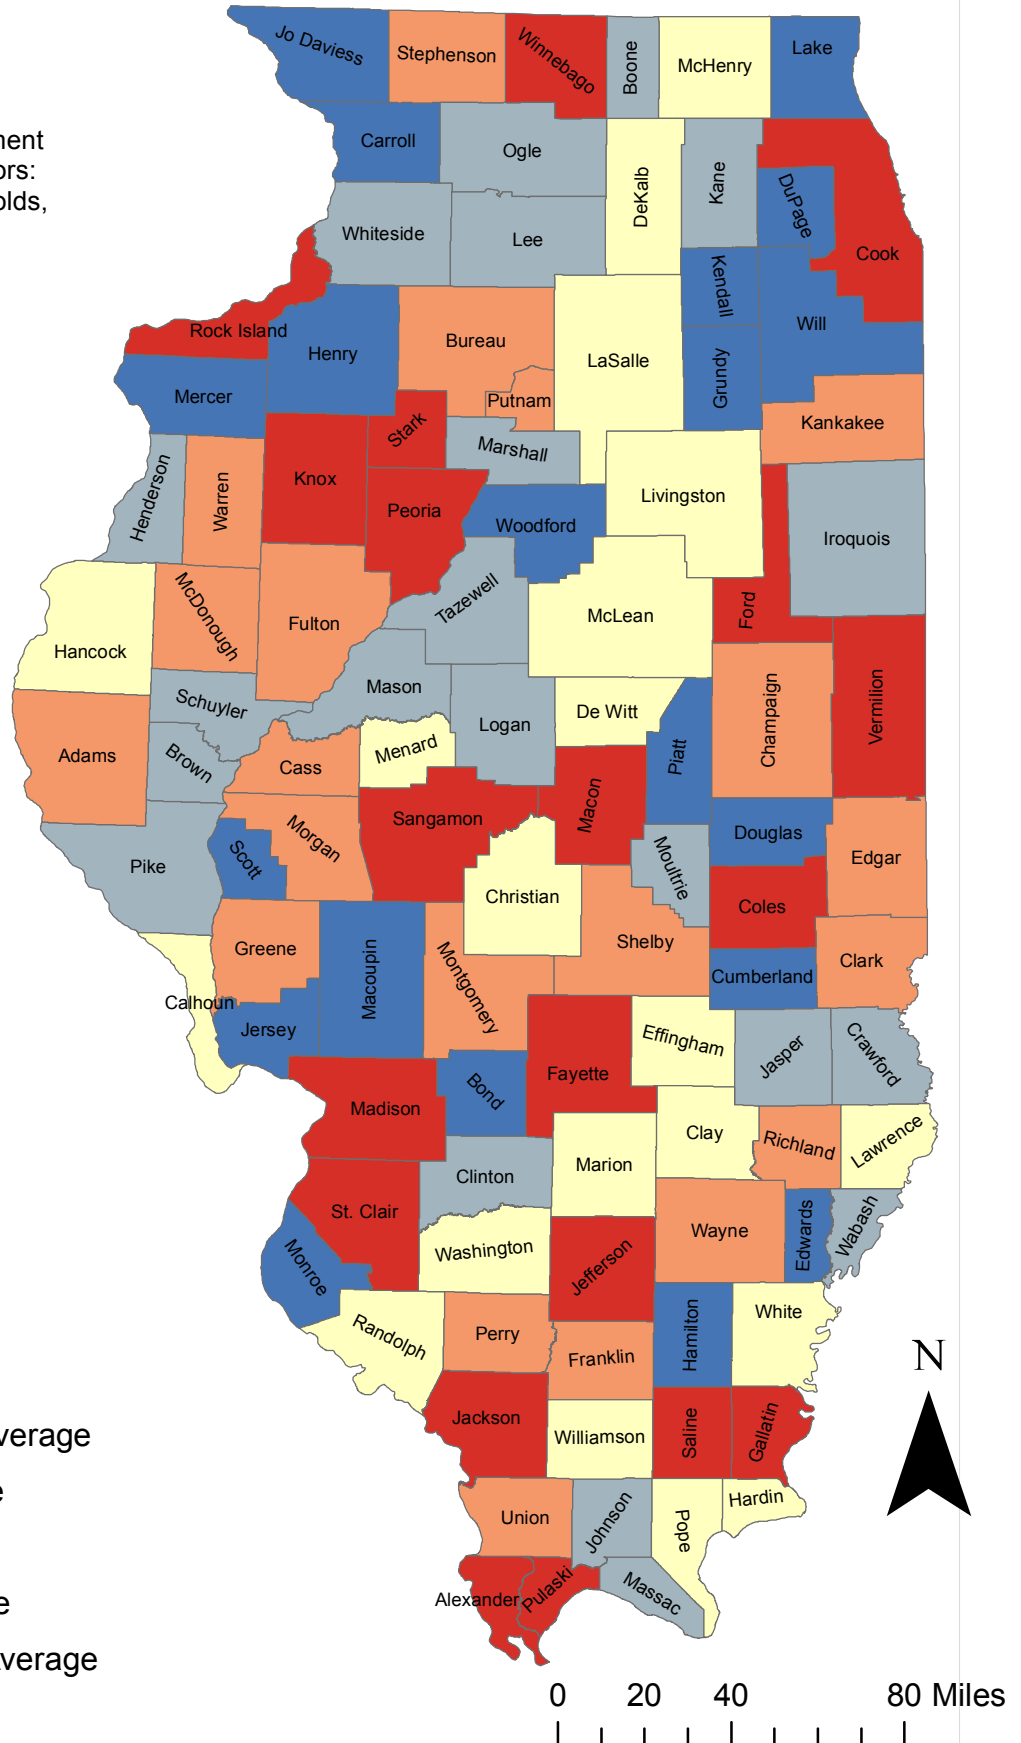 Jo Daviess
Stephenson
Winnebago
Boone
McHenry
Lake
Carroll
Ogle
DeKalb
Kane
DuPage
Cook
Whiteside
Lee
Kendall
Will
Rock Island
Henry
Bureau
LaSalle
Grundy
Mercer
Putnam
Kankakee
Stark
Marshall
Henderson
Warren
Knox
Peoria
Woodford
Livingston
Iroquois
Hancock
McDonough
Fulton
Tazewell
McLean
Ford
Schuyler
Mason
Logan
De Witt
Champaign
Vermilion
Adams
Brown
Cass
Menard
Piatt
Sangamon
Macon
Pike
Scott
Morgan
Christian
Moultrie
Douglas
Edgar
Coles
Greene
Macoupin
Montgomery
Shelby
Cumberland
Clark
Calhoun
Jersey
Fayette
Effingham
Jasper
Crawford
Madison
Bond
Clay
Richland
Lawrence
Marion
Clinton
St. Clair
Washington
Wayne
Edwards
Wabash
Monroe
Jefferson
Hamilton
White
Randolph
Perry
Franklin
Jackson
Williamson
Saline
Gallatin
Union
Johnson
Pope
Hardin
Alexander
Pulaski
Massac
ment
ors:
olds,
verage
e
e
verage
N
0 20 40 80 Miles